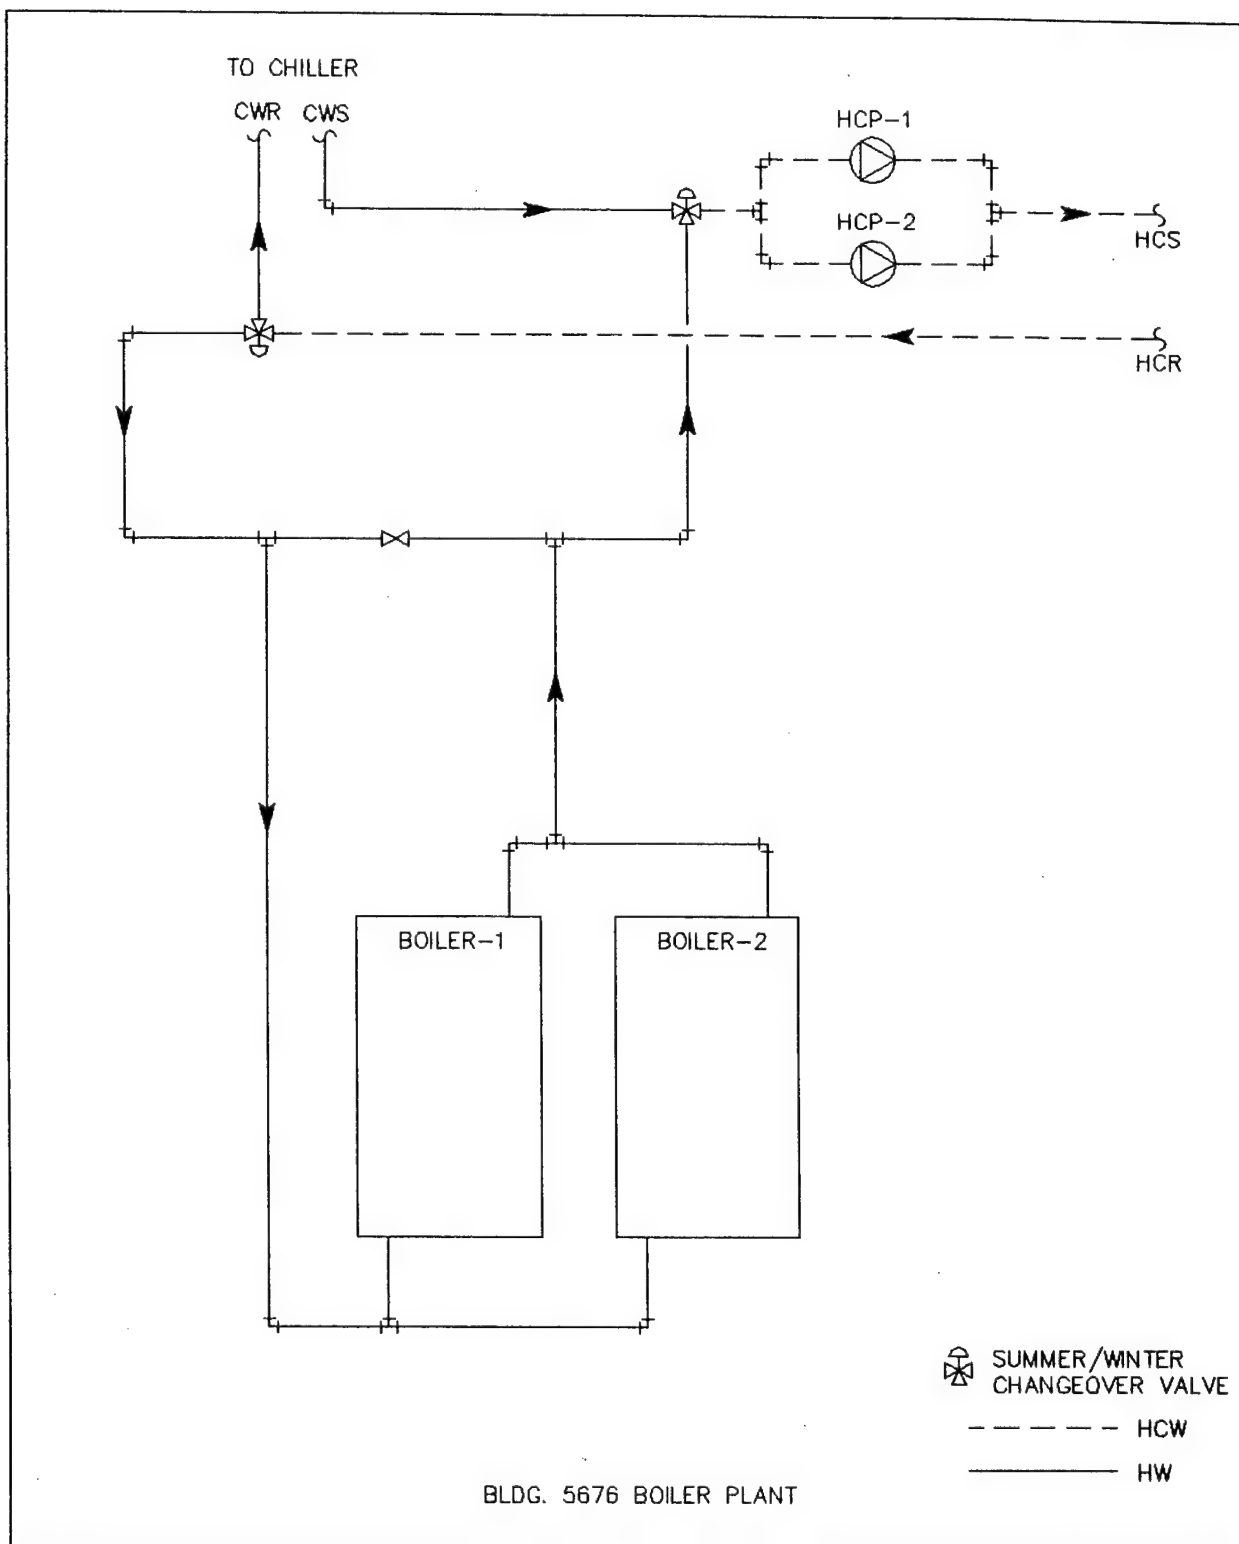 TO CHILLER
CWR CWS
HCP-1
HCP-2
HCS
HCR
BOILER-1
BOILER-2
SUMMER/WINTER
CHANGEOVER VALVE
HCW
HW
BLDG. 5676 BOILER PLANT